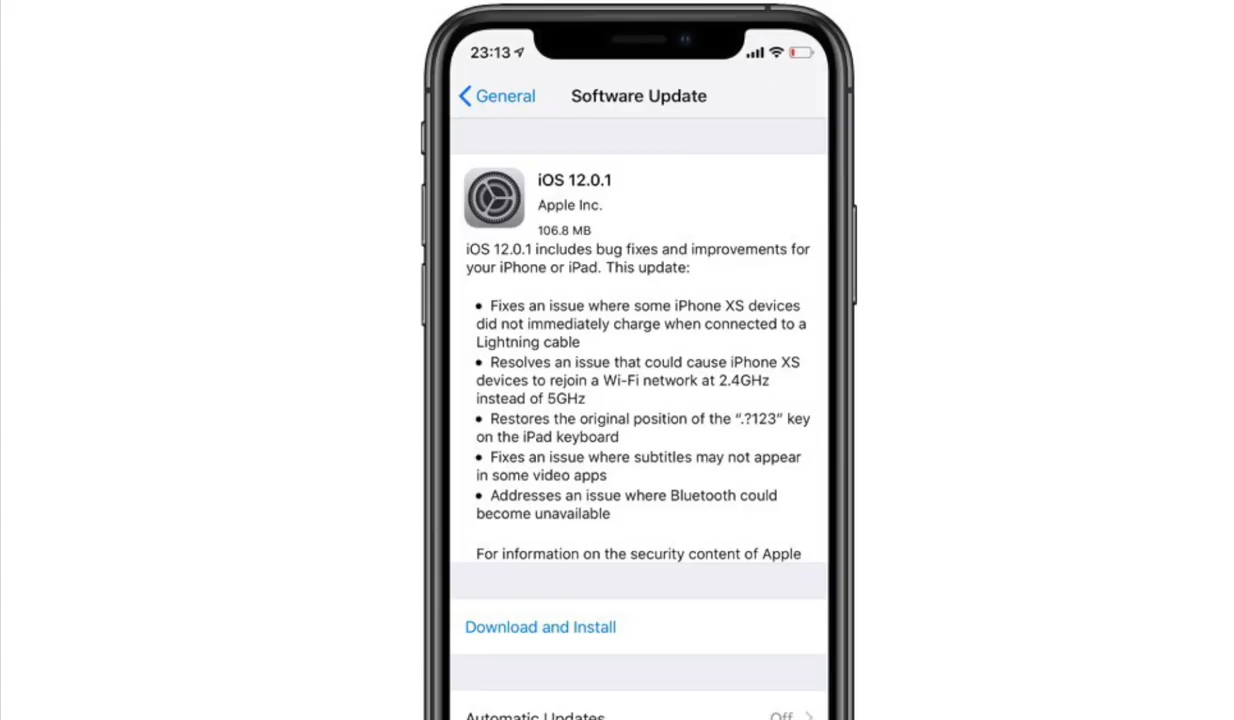 23:13
General
Software Update
iOS 12.0.1
Apple Inc.
106.8 MB
iOS 12.0.1 includes bug fixes and improvements for
your iPhone or iPad. This update:
• Fixes an issue where some iPhone XS devices
did not immediately charge when connected to a
Lightning cable
• Resolves an issue that could cause iPhone XS
devices to rejoin a Wi-Fi network at 2.4GHz
instead of 5GHz
• Restores the original position of the “.?123” key
on the iPad keyboard
• Fixes an issue where subtitles may not appear
in some video apps
• Addresses an issue where Bluetooth could
become unavailable
For information on the security content of Apple
Download and Install
Automatic Updates Off